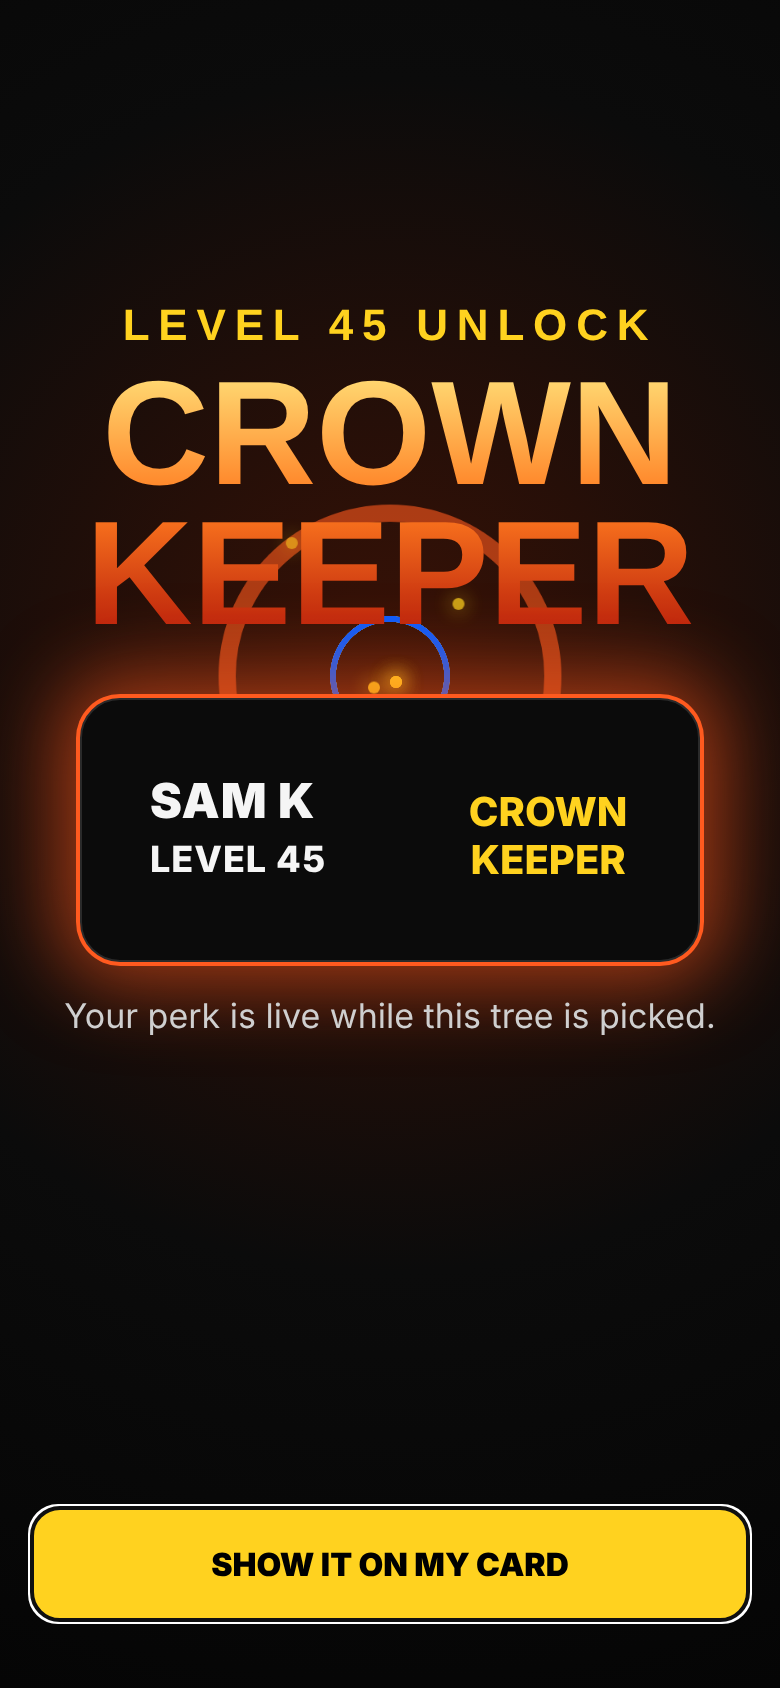 LEVEL 45 UNLOCK
CROWN
KEEPER
SAM K
LEVEL 45
CROWN
KEEPER
Your perk is live while this tree is picked.
SHOW IT ON MY CARD